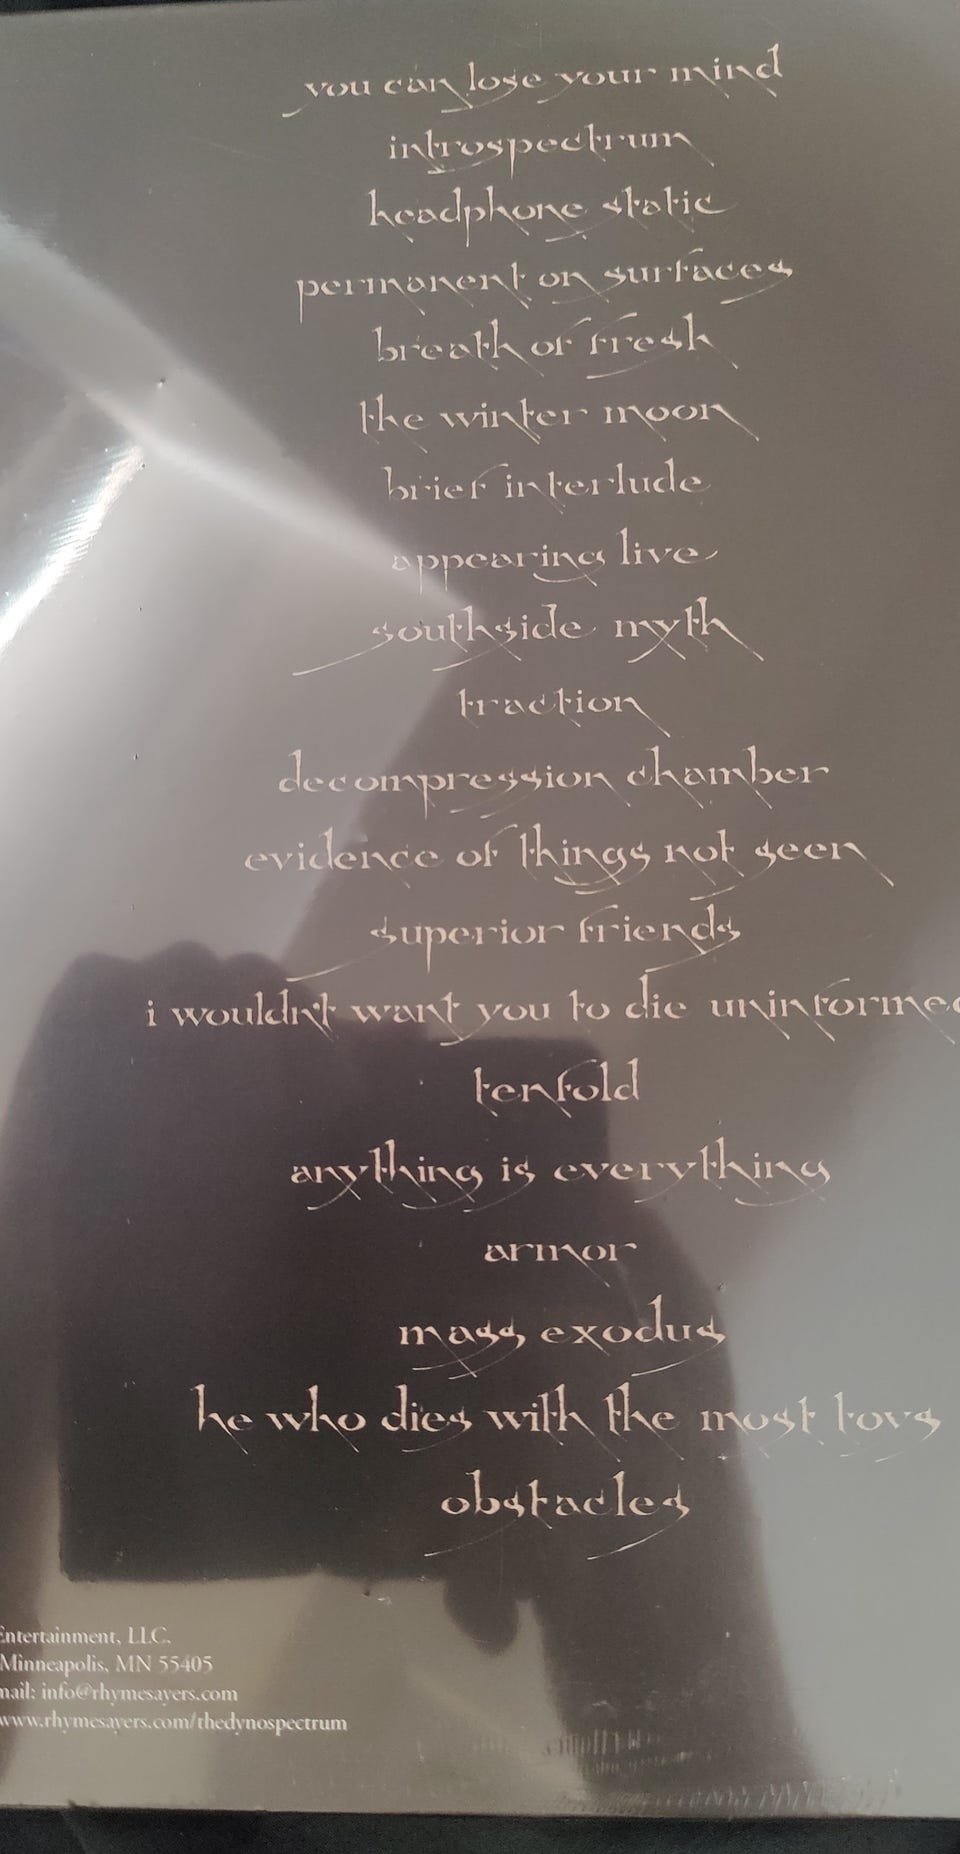 you can lose your mind
introspectrum
headphone static
permanent on surfaces
breath of fresh
the winter moon
brief interlude
appearing live
southside myth
traction
decompression chamber
evidence of things not seen
superior friends
i wouldn't want you to die uninformed
tenfold
anything is everything
armor
mass exodus
he who dies with the most toys
obstacles
Entertainment, LLC.
Minneapolis, MN 55405
mail: info@rhymesayers.com
www.rhymesayers.com/thedynospectrum